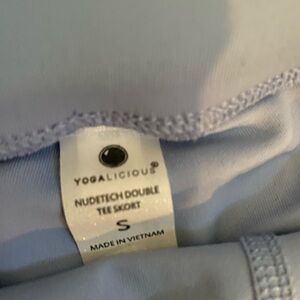 YOGALICIOUS®
NUDETECH DOUBLE
TEE SKORT
S
MADE IN VIETNAM